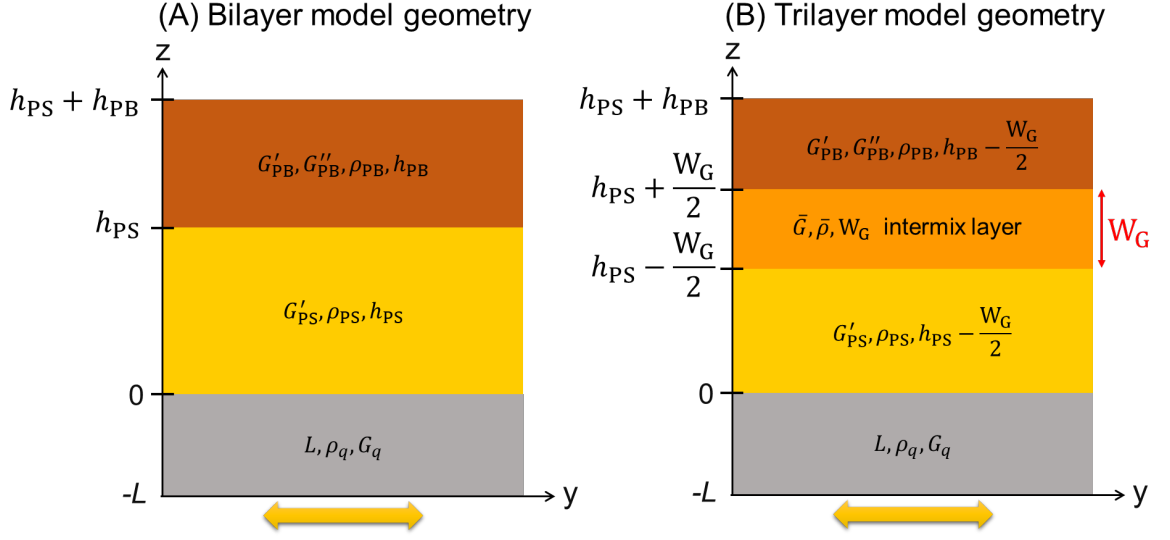 (A) Bilayer model geometry
z
h_PS + h_PB
G′_PB, G″_PB, ρ_PB, h_PB
h_PS
G′_PS, ρ_PS, h_PS
0
L, ρ_q, G_q
-L
y
(B) Trilayer model geometry
z
h_PS + h_PB
G′_PB, G″_PB, ρ_PB, h_PB − W_G/2
h_PS + W_G/2
Ḡ, ρ̄, W_G intermix layer
W_G
h_PS − W_G/2
G′_PS, ρ_PS, h_PS − W_G/2
0
L, ρ_q, G_q
-L
y